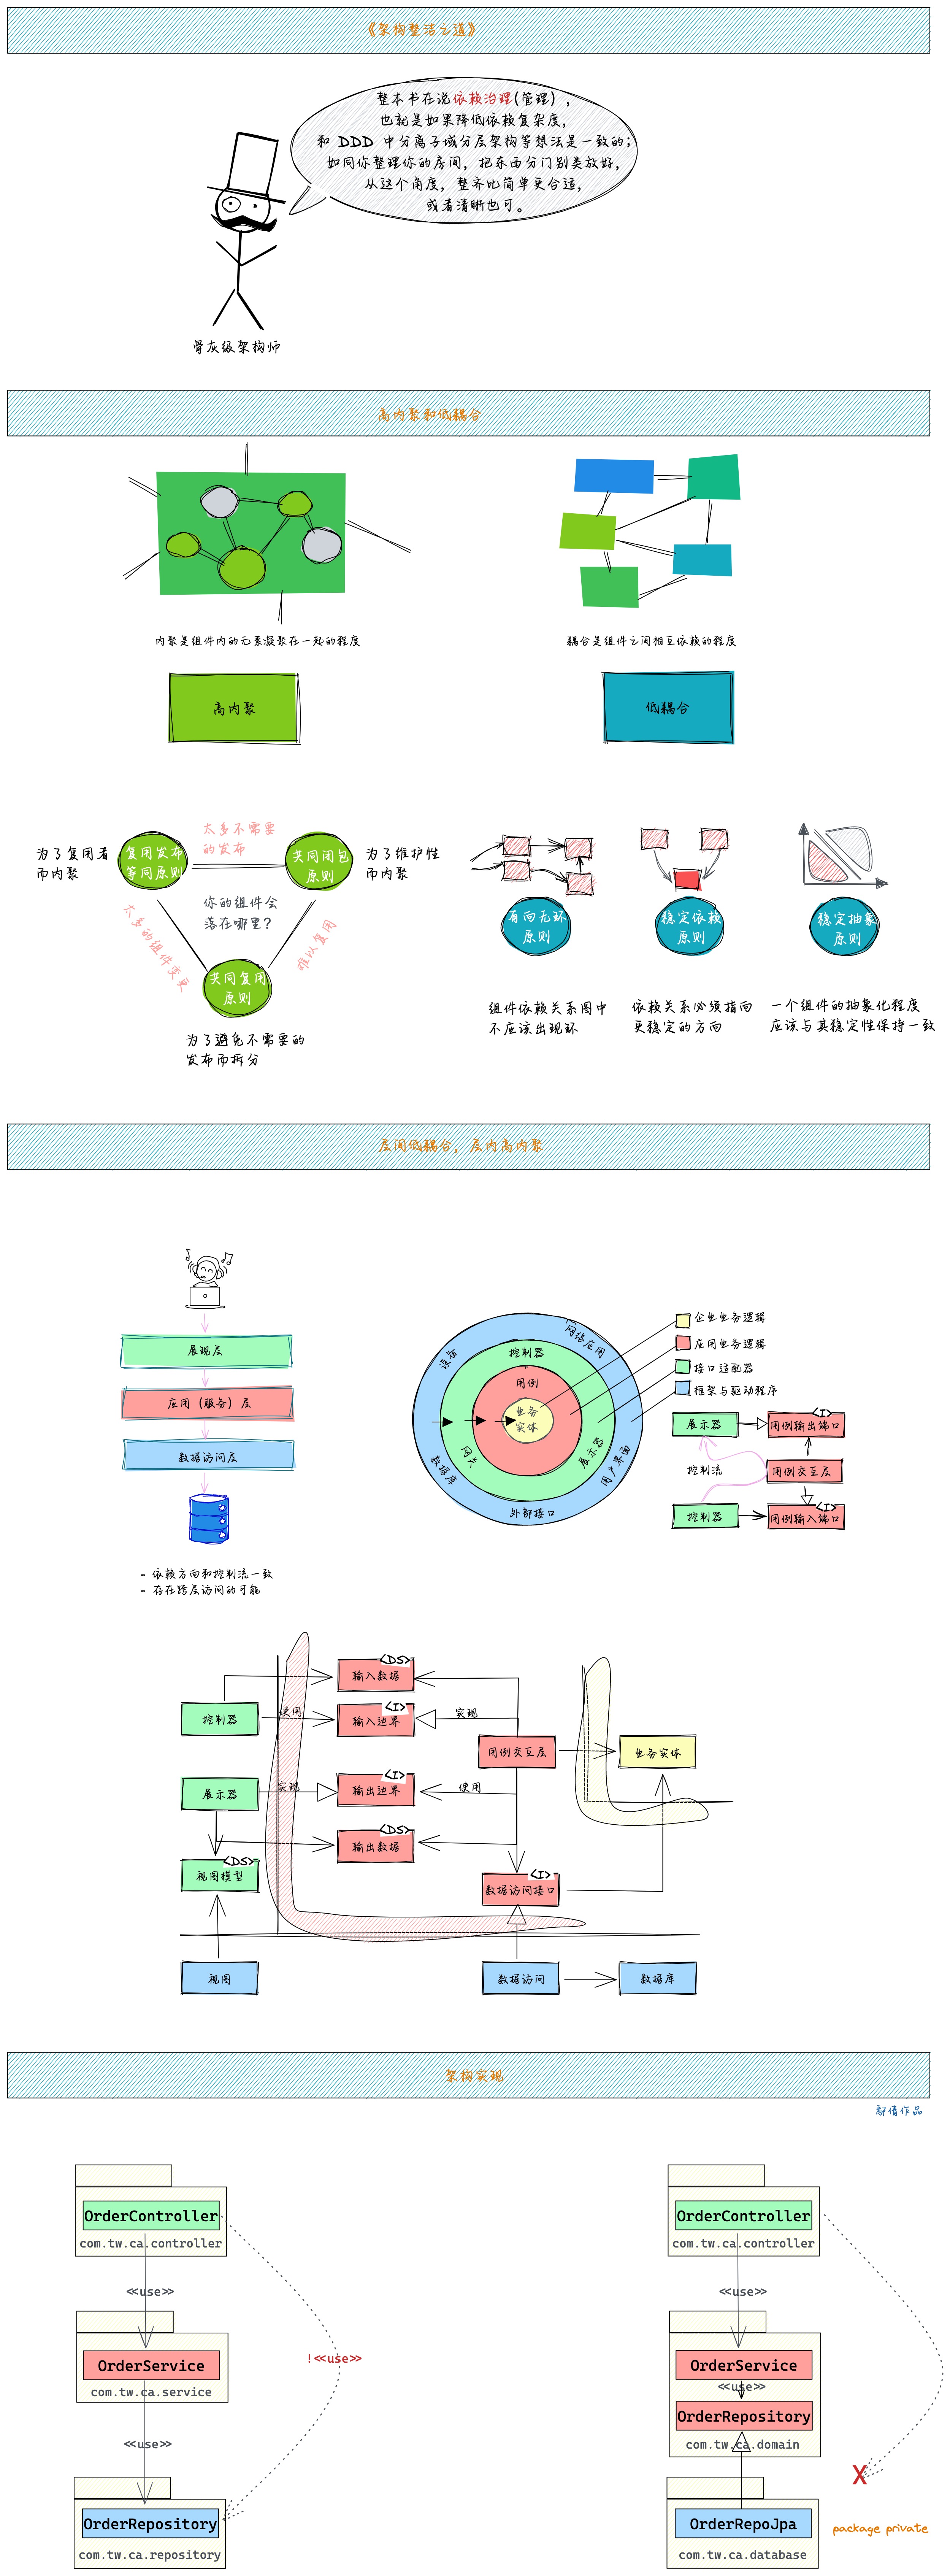 《架构整洁之道》
整本书在说依赖治理(管理)，
也就是如果降低依赖复杂度，
和 DDD 中分离子域分层架构等想法是一致的；
如同你整理你的房间，把东西分门别类放好，
从这个角度，整齐比简单更合适，
或者清晰也可。
骨灰级架构师
高内聚和低耦合
内聚是组件内的元素凝聚在一起的程度
耦合是组件之间相互依赖的程度
高内聚
低耦合
为了复用者
而内聚
复用发布
等同原则
太多不需要
的发布
共同闭包
原则
为了维护性
而内聚
你的组件会
落在哪里?
太多的组件变更
难以复用
共同复用
原则
为了避免不需要的
发布而拆分
有向无环
原则
稳定依赖
原则
稳定抽象
原则
组件依赖关系图中
不应该出现环
依赖关系必须指向
更稳定的方向
一个组件的抽象化程度
应该与其稳定性保持一致
层间低耦合，层内高内聚
展现层
应用（服务）层
数据访问层
- 依赖方向和控制流一致
- 存在跨层访问的可能
设备
网络应用
控制器
用例
业务
实体
网关
展示器
数据库
用户界面
外部接口
企业业务逻辑
应用业务逻辑
接口适配器
框架与驱动程序
展示器
<I>
用例输出端口
控制流
用例交互层
控制器
<I>
用例输入端口
<DS>
输入数据
控制器
使用
<I>
输入边界
实现
用例交互层
业务实体
展示器
实现
<I>
输出边界
使用
<DS>
输出数据
<DS>
视图模型
<I>
数据访问接口
视图
数据访问
数据库
架构实现
鄢倩作品
OrderController
com.tw.ca.controller
<<use>>
OrderService
com.tw.ca.service
!<<use>>
<<use>>
OrderRepository
com.tw.ca.repository
OrderController
com.tw.ca.controller
<<use>>
OrderService
<<use>>
OrderRepository
com.tw.ca.domain
X
OrderRepoJpa
com.tw.ca.database
package private